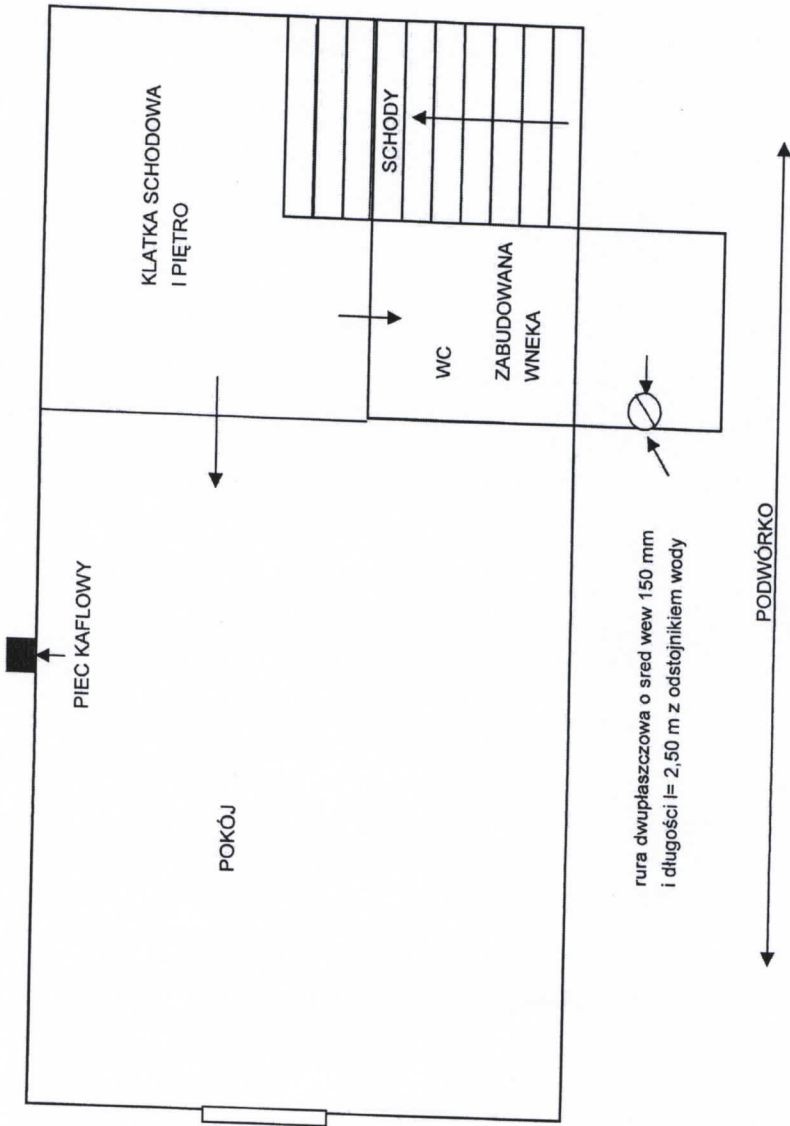 KLATKA SCHODOWA
I PIĘTRO
SCHODY
WC
ZABUDOWANA
WNEKA
PIEC KAFLOWY
POKÓJ
rura dwupłaszczowa o sred wew 150 mm
i długości l= 2,50 m z odstojnikiem wody
PODWÓRKO